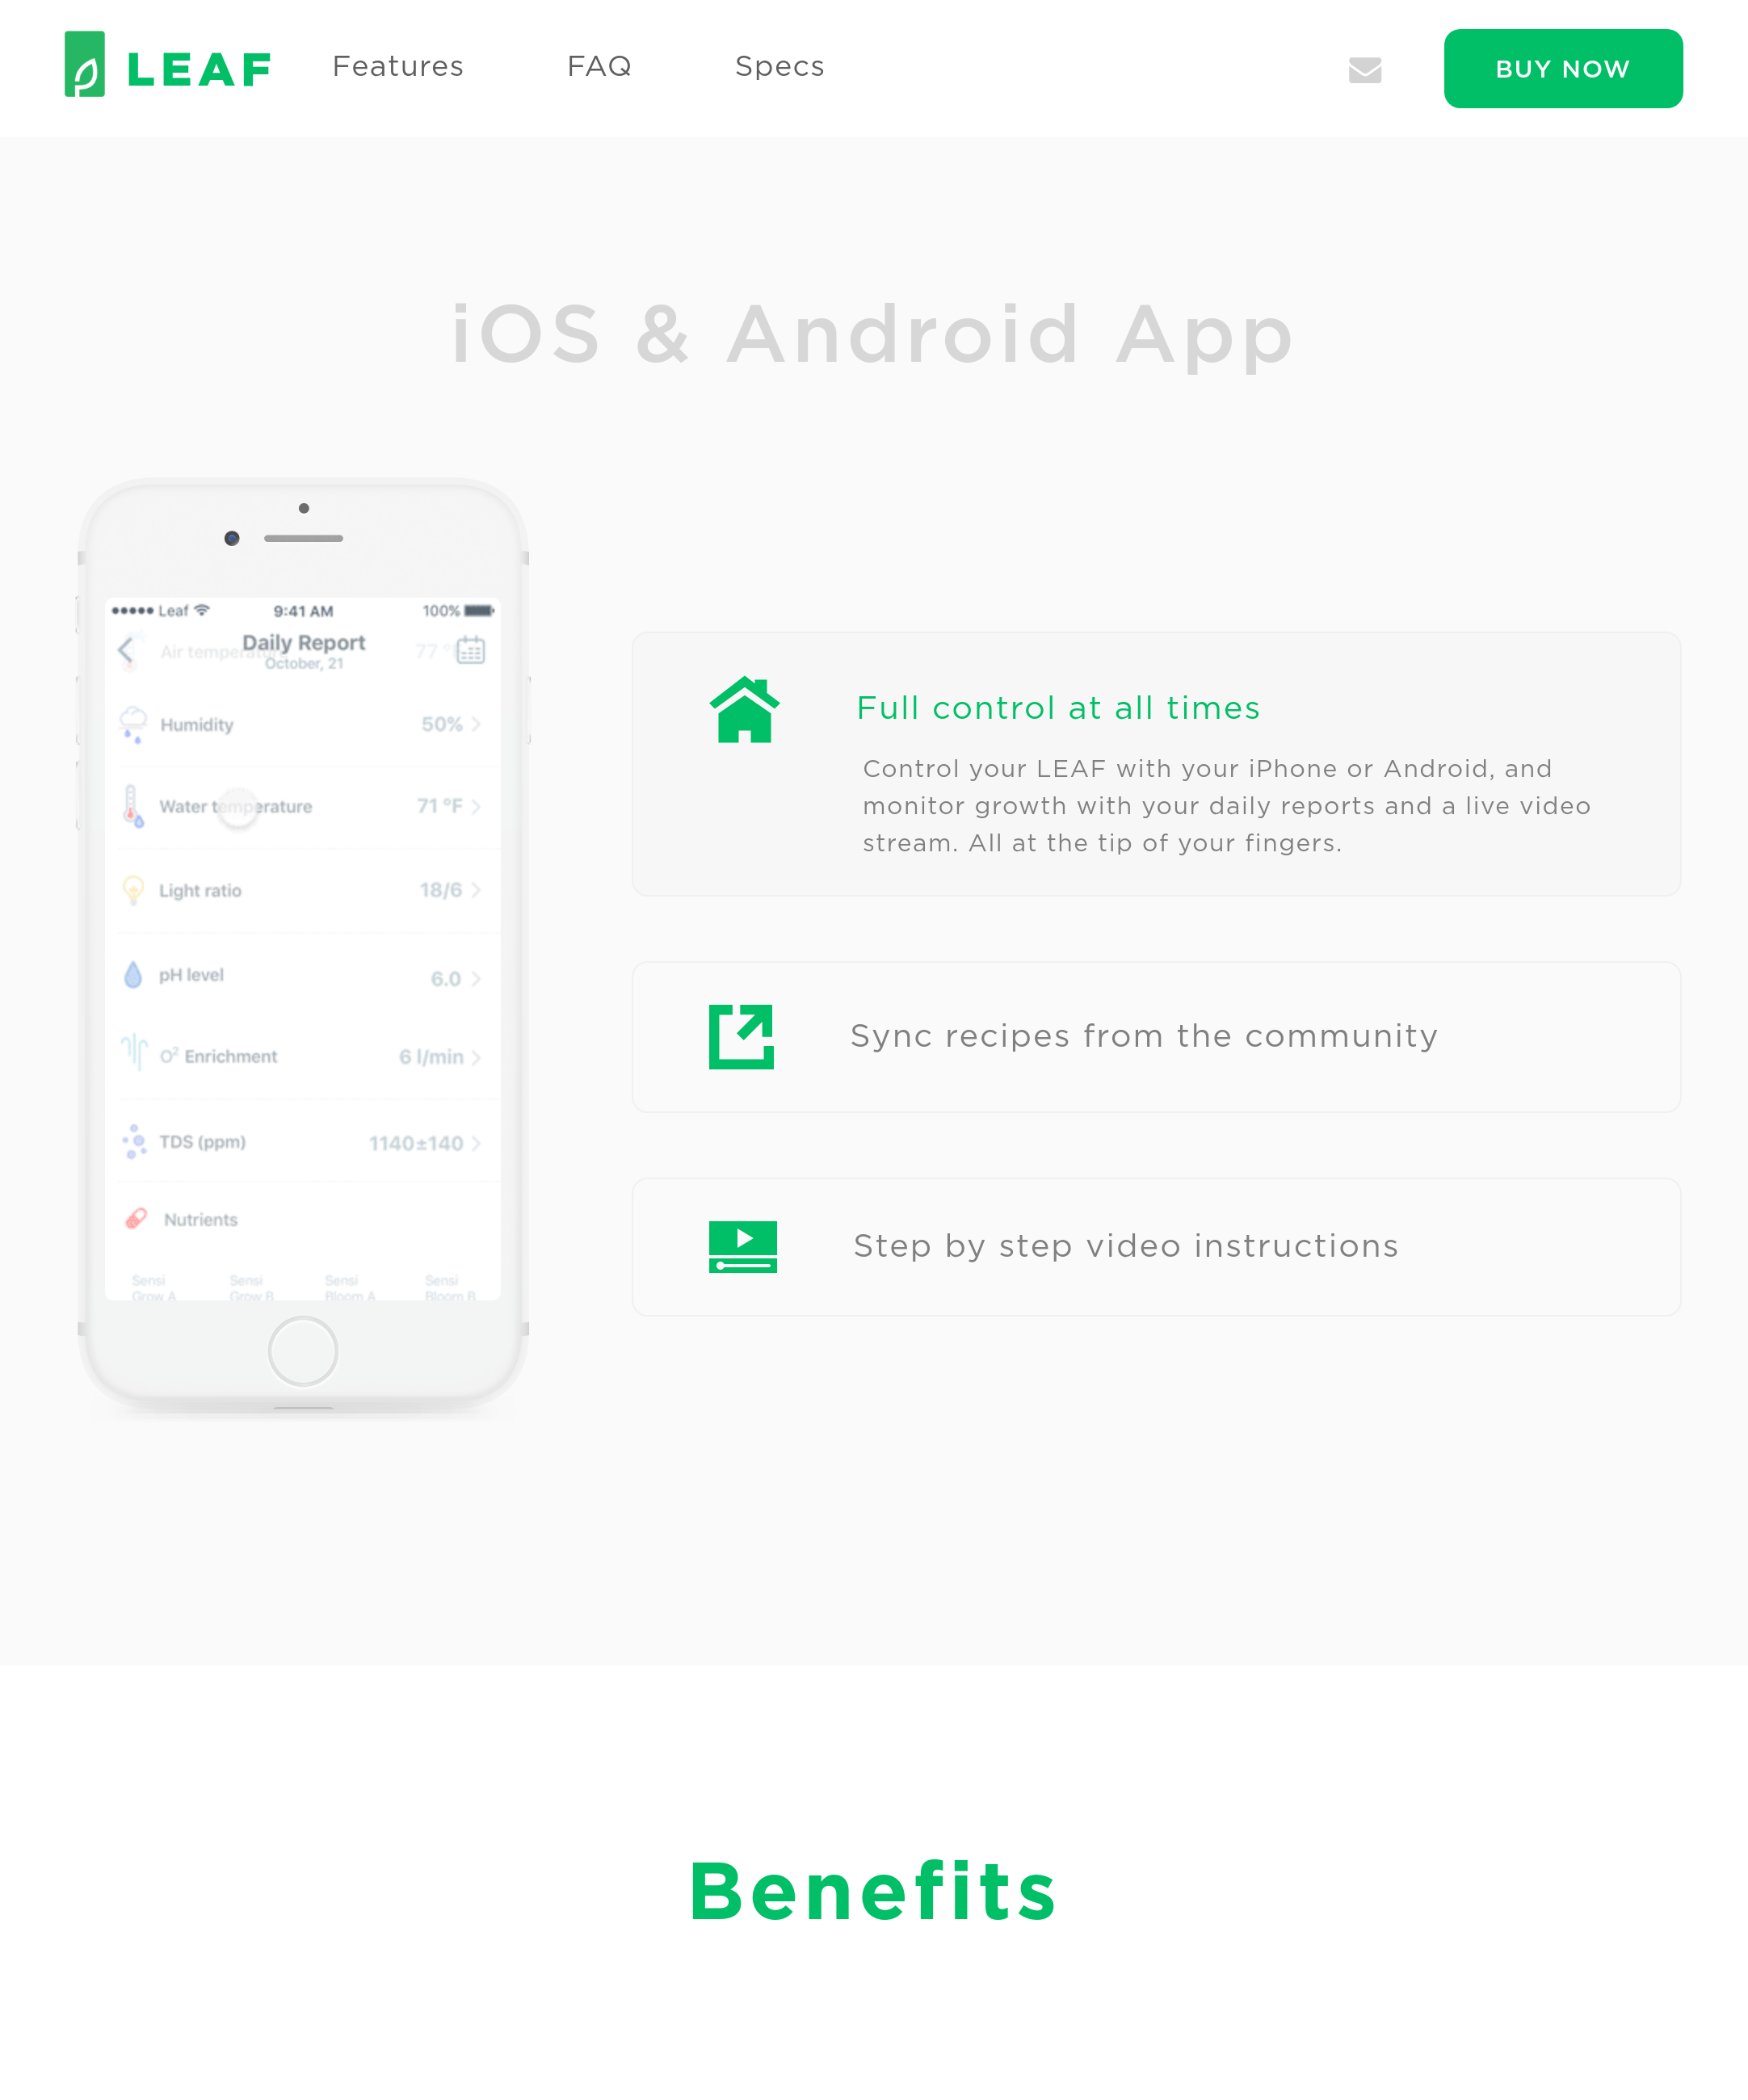 LEAF
Features
FAQ
Specs
BUY NOW
iOS & Android App
Leaf
9:41 AM
100%
Daily Report
October, 21
Air temperature
77 °F
Humidity
50%
Water temperature
71 °F
Light ratio
18/6
pH level
6.0
O² Enrichment
6 l/min
TDS (ppm)
1140±140
Nutrients
Sensi Sensi Sensi Sensi
Grow A Grow B Bloom A Bloom B
Full control at all times
Control your LEAF with your iPhone or Android, and
monitor growth with your daily reports and a live video
stream. All at the tip of your fingers.
Sync recipes from the community
Step by step video instructions
Benefits